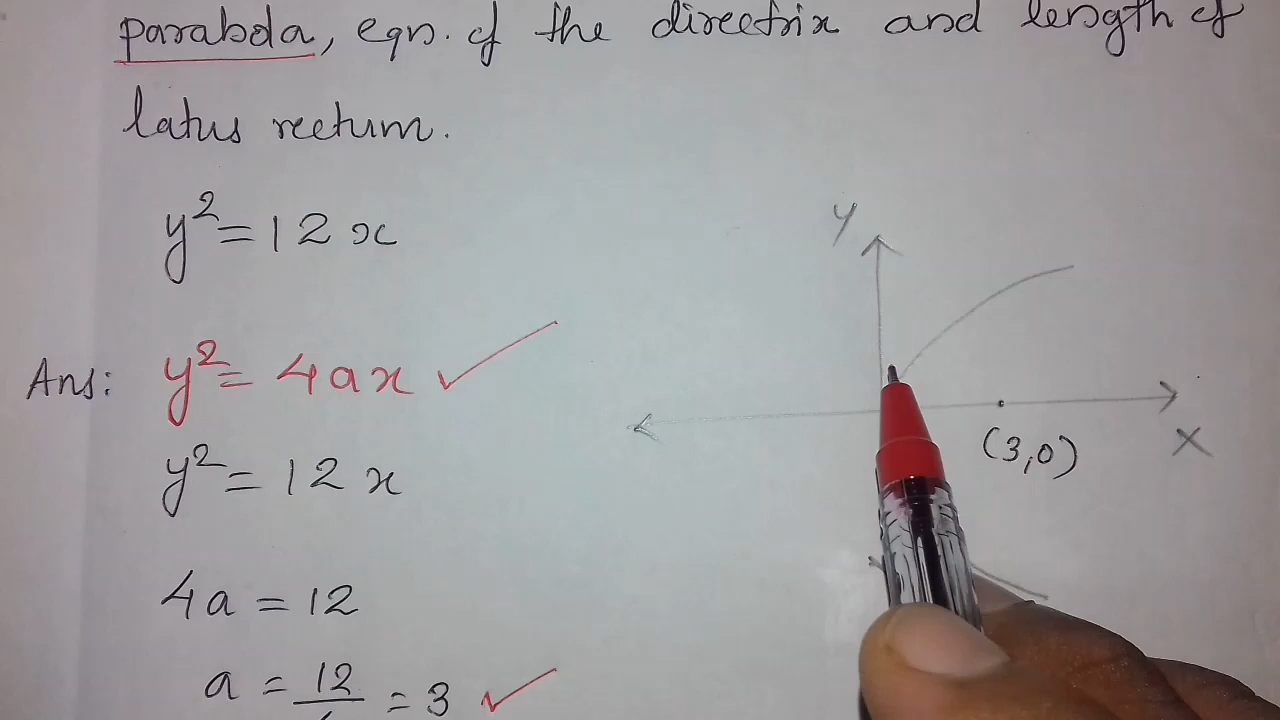 parabola, eqn. of the directrix and length of
latus rectum.
y² = 12x
Ans: y² = 4ax ✓
y² = 12x
4a = 12
a = 12/4 = 3 ✓
Y
X
(3,0)